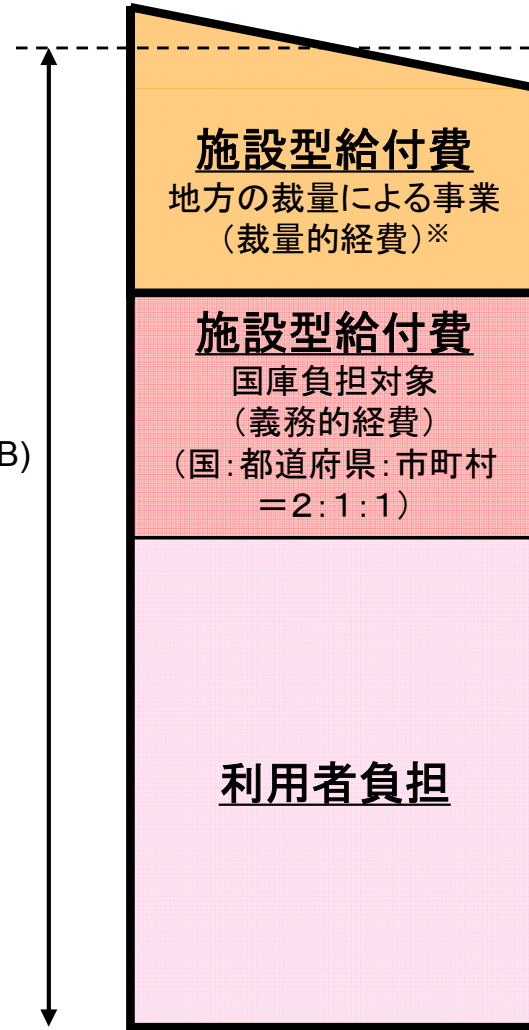 施設型給付費
地方の裁量による事業
（裁量的経費）※
施設型給付費
国庫負担対象
（義務的経費）
（国：都道府県：市町村
＝２：１：１）
B)
利用者負担